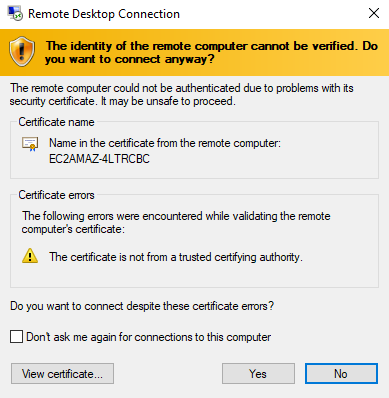 Remote Desktop Connection
The identity of the remote computer cannot be verified. Do
you want to connect anyway?
The remote computer could not be authenticated due to problems with its
security certificate. It may be unsafe to proceed.
Certificate name
Name in the certificate from the remote computer:
EC2AMAZ-4LTRCBC
Certificate errors
The following errors were encountered while validating the remote
computer's certificate:
The certificate is not from a trusted certifying authority.
Do you want to connect despite these certificate errors?
Don't ask me again for connections to this computer
View certificate...
Yes
No